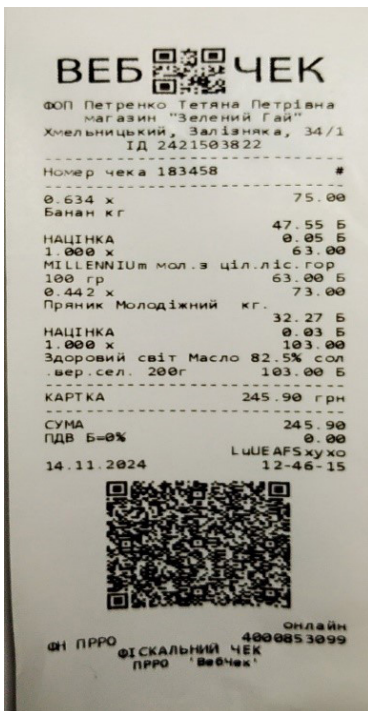 ВЕБ ЧЕК
ФОП Петренко Тетяна Петрівна
магазин "Зелений Гай"
Хмельницький, Залізняка, 34/1
ІД 2421503822
Номер чека 183458 #
0.634 x 75.00
Банан кг
47.55 Б
НАЦІНКА 0.05 Б
1.000 x 63.00
MILLENNIUm мол.з ціл.ліс.гор
100 гр 63.00 Б
0.442 x 73.00
Пряник Молодіжний кг.
32.27 Б
НАЦІНКА 0.03 Б
1.000 x 103.00
Здоровий світ Масло 82.5% сол
.вер.сел. 200г 103.00 Б
КАРТКА 245.90 грн
СУМА 245.90
ПДВ Б=0% 0.00
LuUEAFSxyxo
14.11.2024 12-46-15
онлайн
ФН ПРРО 4000853099
ФІСКАЛЬНИЙ ЧЕК
ПРРО 'ВебЧек'